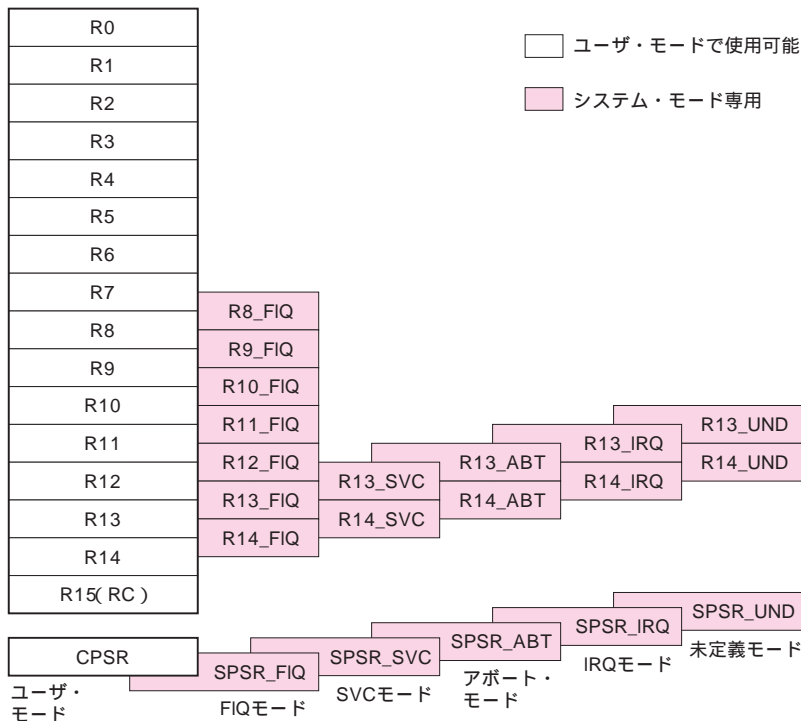 R0
R1
R2
R3
R4
R5
R6
R7
R8
R9
R10
R11
R12
R13
R14
R15(RC)
CPSR
ユーザ・
モード
R8_FIQ
R9_FIQ
R10_FIQ
R11_FIQ
R12_FIQ
R13_FIQ
R14_FIQ
SPSR_FIQ
FIQモード
R13_SVC
R14_SVC
SPSR_SVC
SVCモード
R13_ABT
R14_ABT
SPSR_ABT
アボート・
モード
R13_IRQ
R14_IRQ
SPSR_IRQ
IRQモード
R13_UND
R14_UND
SPSR_UND
未定義モード
ユーザ・モードで使用可能
システム・モード専用